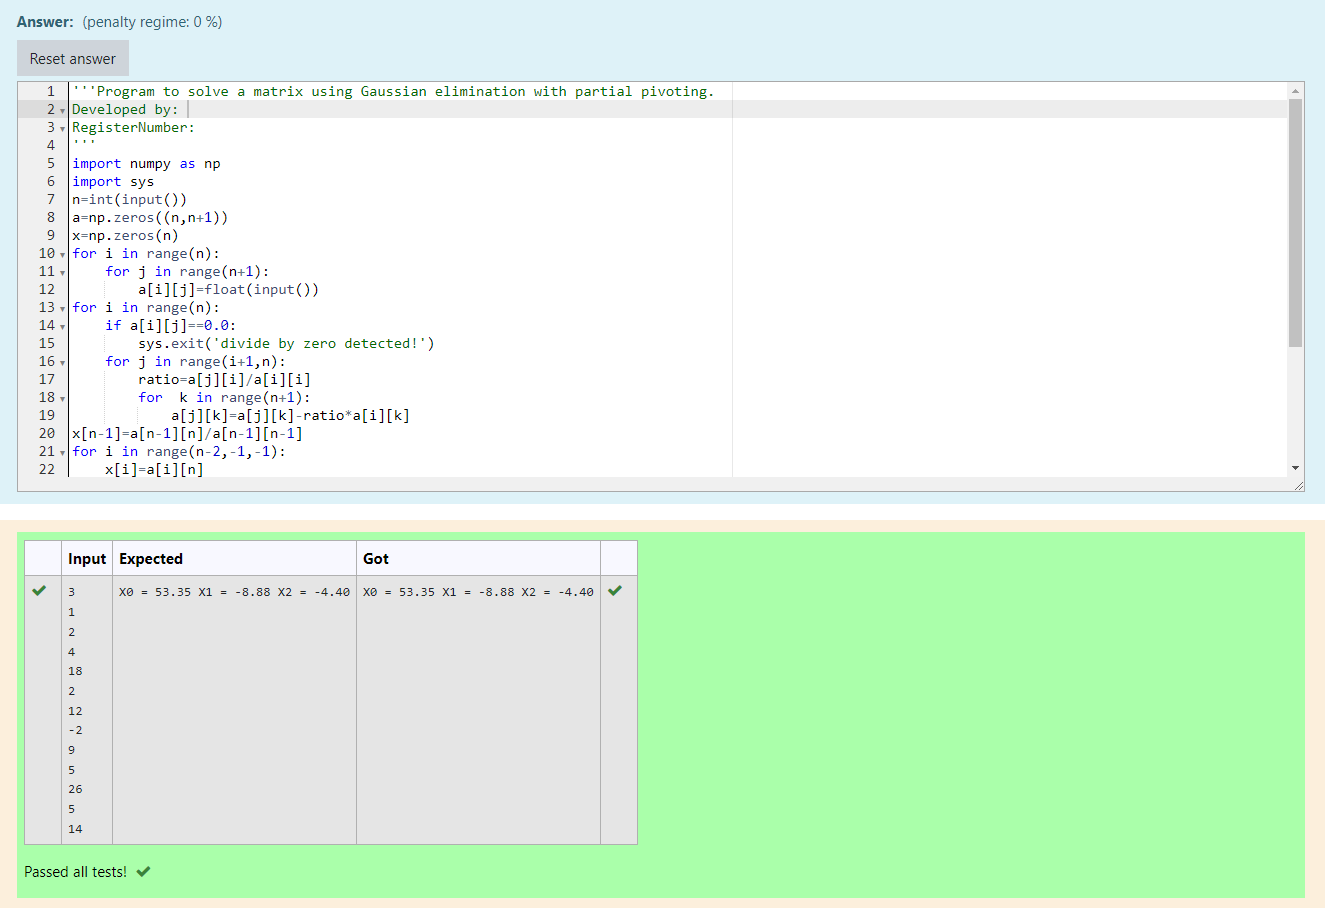 Answer: (penalty regime: 0 %)
Reset answer
1 '''Program to solve a matrix using Gaussian elimination with partial pivoting.
2 Developed by:
3 RegisterNumber:
4 '''
5 import numpy as np
6 import sys
7 n=int(input())
8 a=np.zeros((n,n+1))
9 x=np.zeros(n)
10 for i in range(n):
11     for j in range(n+1):
12         a[i][j]=float(input())
13 for i in range(n):
14     if a[i][j]==0.0:
15         sys.exit('divide by zero detected!')
16     for j in range(i+1,n):
17         ratio=a[j][i]/a[i][i]
18         for  k in range(n+1):
19             a[j][k]=a[j][k]-ratio*a[i][k]
20 x[n-1]=a[n-1][n]/a[n-1][n-1]
21 for i in range(n-2,-1,-1):
22     x[i]=a[i][n]
Input Expected Got
3 X0 = 53.35 X1 = -8.88 X2 = -4.40 X0 = 53.35 X1 = -8.88 X2 = -4.40
1
2
4
18
2
12
-2
9
5
26
5
14
Passed all tests!